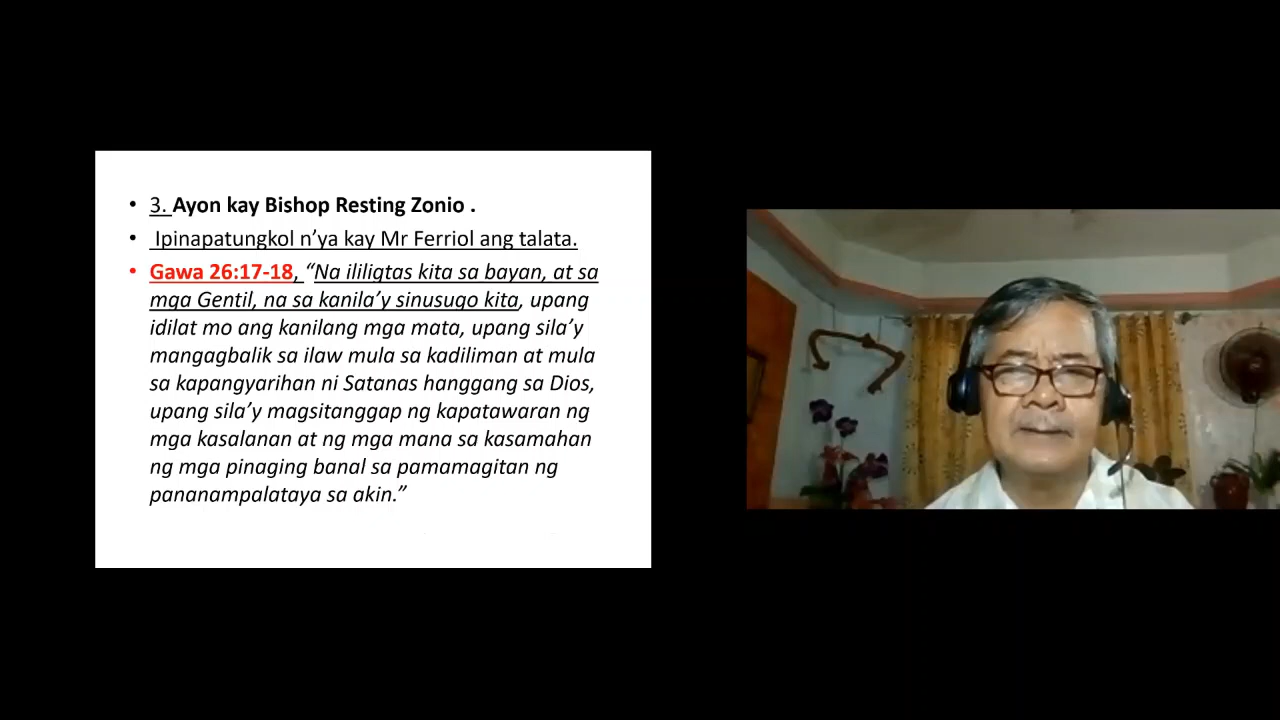 • 3. Ayon kay Bishop Resting Zonio .
• Ipinapatungkol n’ya kay Mr Ferriol ang talata.
• Gawa 26:17-18, “Na ililigtas kita sa bayan, at sa
mga Gentil, na sa kanila’y sinusugo kita, upang
idilat mo ang kanilang mga mata, upang sila’y
mangagbalik sa ilaw mula sa kadiliman at mula
sa kapangyarihan ni Satanas hanggang sa Dios,
upang sila’y magsitanggap ng kapatawaran ng
mga kasalanan at ng mga mana sa kasamahan
ng mga pinaging banal sa pamamagitan ng
pananampalataya sa akin.”